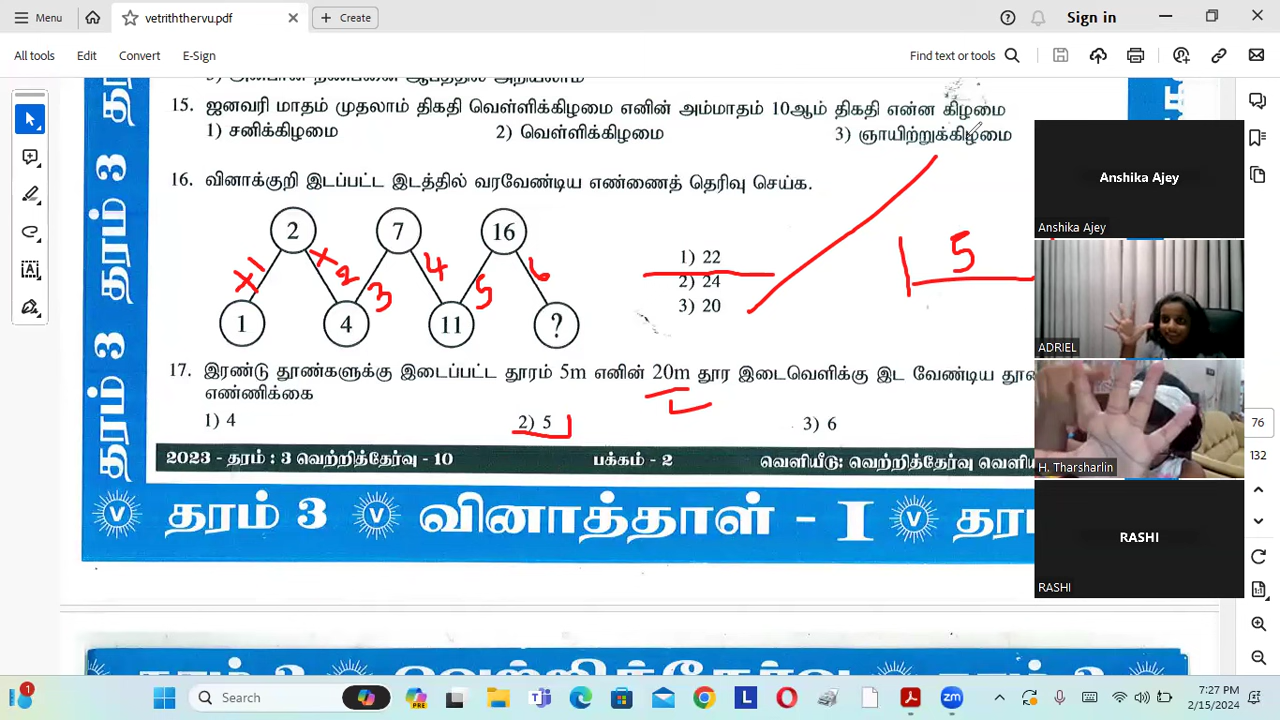 Menu
vetriththervu.pdf
Create
Sign in
All tools
Edit
Convert
E-Sign
Find text or tools
15. ஜனவரி மாதம் முதலாம் திகதி வெள்ளிக்கிழமை எனின் அம்மாதம் 10ஆம் திகதி என்ன கிழமை
1) சனிக்கிழமை 2) வெள்ளிக்கிழமை 3) ஞாயிற்றுக்கிழமை
16. வினாக்குறி இடப்பட்ட இடத்தில் வரவேண்டிய எண்ணைத் தெரிவு செய்க.
2 7 16
+1 +2 3 4 5 6
1 4 11 ?
1) 22
2) 24
3) 20
5
17. இரண்டு தூண்களுக்கு இடைப்பட்ட தூரம் 5m எனின் 20m தூர இடைவெளிக்கு இட வேண்டிய
எண்ணிக்கை
1) 4 2) 5 3) 6
2023 - தரம் : 3 வெற்றித்தேர்வு - 10 பக்கம் - 2 வெளியீடு: வெற்றித்தேர்வு
தரம் 3 V வினாத்தாள் - I V
தரம் 3
Anshika Ajey
Anshika Ajey
ADRIEL
H. Tharsharlin
RASHI
RASHI
76
132
1
Search
PRE
L
zm
7:27 PM
2/15/2024